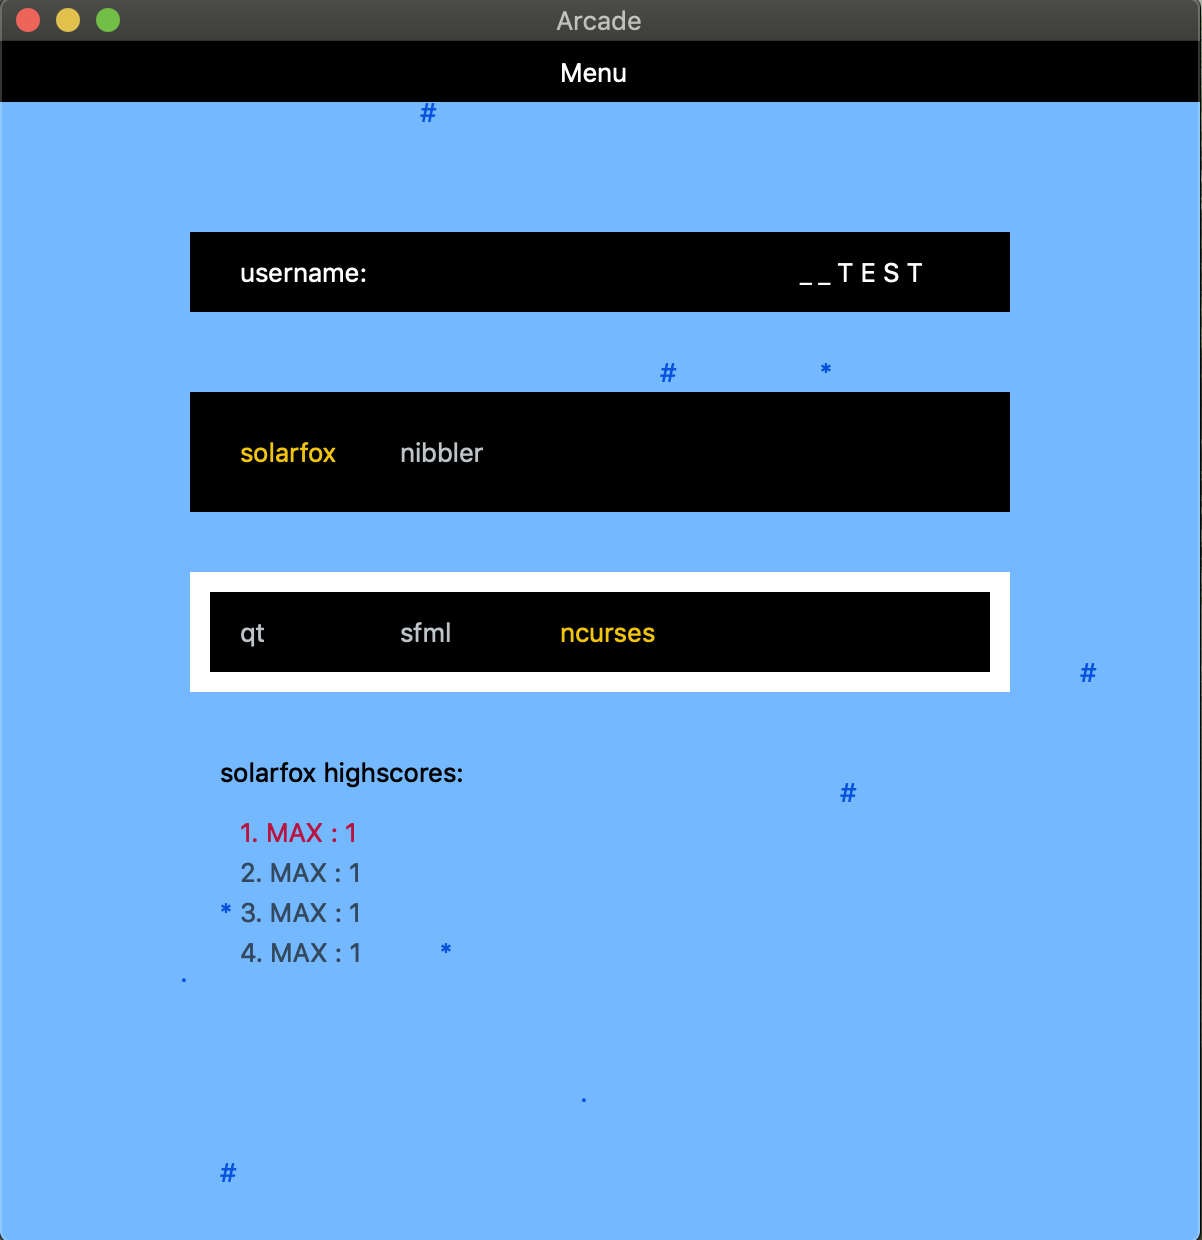 Arcade
Menu
#
username: __TEST
# *
solarfox nibbler
qt sfml ncurses
#
solarfox highscores:
#
1. MAX : 1
2. MAX : 1
* 3. MAX : 1
4. MAX : 1 *
.
.
#